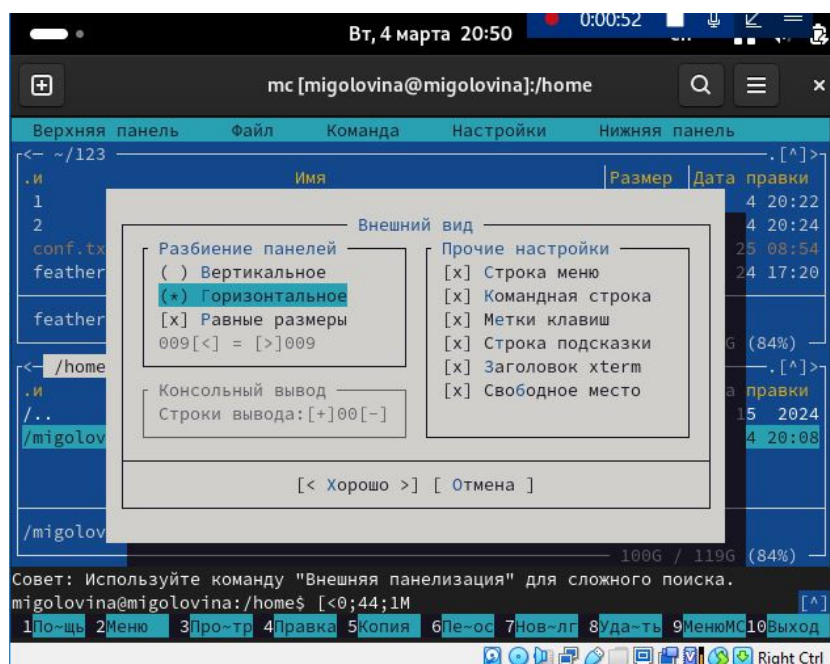 Вт, 4 марта 20:50
0:00:52
mc [migolovina@migolovina]:/home
Верхняя панель Файл Команда Настройки Нижняя панель
<— ~/123 .[^]>
.и Имя Размер Дата правки
1 4 20:22
2 4 20:24
conf.tx 25 08:54
feather 24 17:20
feather G (84%)
Внешний вид
Разбиение панелей
( ) Вертикальное
(*) Горизонтальное
[x] Равные размеры
009[<] = [>]009
Консольный вывод
Строки вывода:[+]00[-]
Прочие настройки
[x] Строка меню
[x] Командная строка
[x] Метки клавиш
[x] Строка подсказки
[x] Заголовок xterm
[x] Свободное место
[< Хорошо >] [ Отмена ]
<— /home .[^]>
.и а правки
/.. 15 2024
/migolov 4 20:08
/migolov
100G / 119G (84%)
Совет: Используйте команду "Внешняя панелизация" для сложного поиска.
migolovina@migolovina:/home$ [<0;44;1M [^]
1По~щь 2Меню 3Про~тр 4Правка 5Копия 6Пе~ос 7Нов~лг 8Уда~ть 9МенюMC 10Выход
Right Ctrl